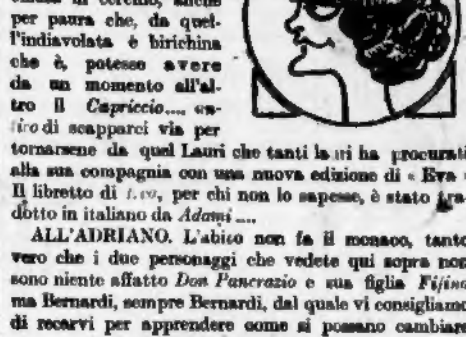 per paura che, da quel-
l'indiavolata è birichina
che è, potesse avere
da un momento all'al-
tro Il Capriccio....
di scapparci via per
tornarsene da quel Lauri che tanti ha procurati
alla sua compagnia con una nuova edizione di « Eva »
Il libretto di, per chi non lo sapesse, è stato tra-
dotto in italiano da Adami ....
ALL'ADRIANO. L'abito non fa il monaco, tanto
vero che i due personaggi che vedete qui sopra non
sono niente affatto Don Pancrazio e sua figlia Fifina
ma Bernardi, sempre Bernardi, dal quale vi consigliamo
di recarvi per apprendere come si possano cambiare